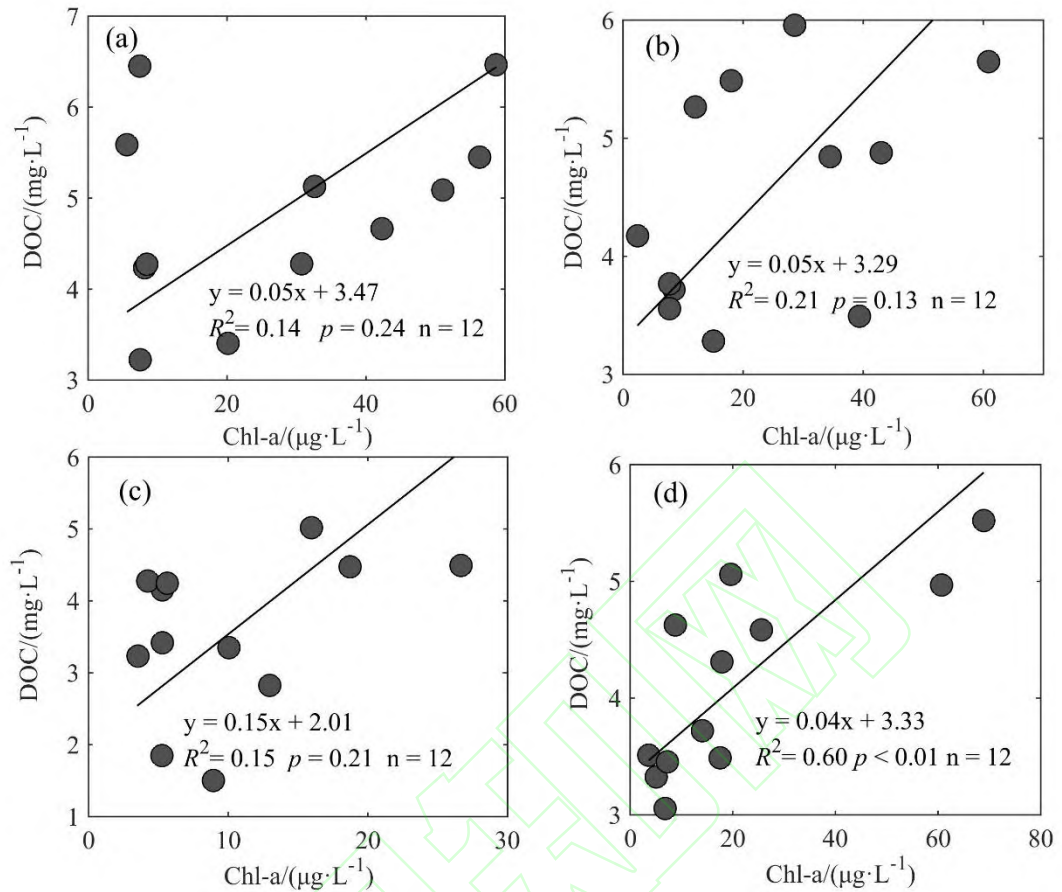 (a)
7
6
5
4
3
DOC/(mg·L⁻¹)
y = 0.05x + 3.47
R² = 0.14 p = 0.24 n = 12
0 20 40 60
Chl-a/(μg·L⁻¹)
(b)
6
5
4
3
DOC/(mg·L⁻¹)
y = 0.05x + 3.29
R² = 0.21 p = 0.13 n = 12
0 20 40 60
Chl-a/(μg·L⁻¹)
(c)
6
5
4
3
2
1
DOC/(mg·L⁻¹)
y = 0.15x + 2.01
R² = 0.15 p = 0.21 n = 12
0 10 20 30
Chl-a/(μg·L⁻¹)
(d)
6
5
4
3
DOC/(mg·L⁻¹)
y = 0.04x + 3.33
R² = 0.60 p < 0.01 n = 12
0 20 40 60 80
Chl-a/(μg·L⁻¹)